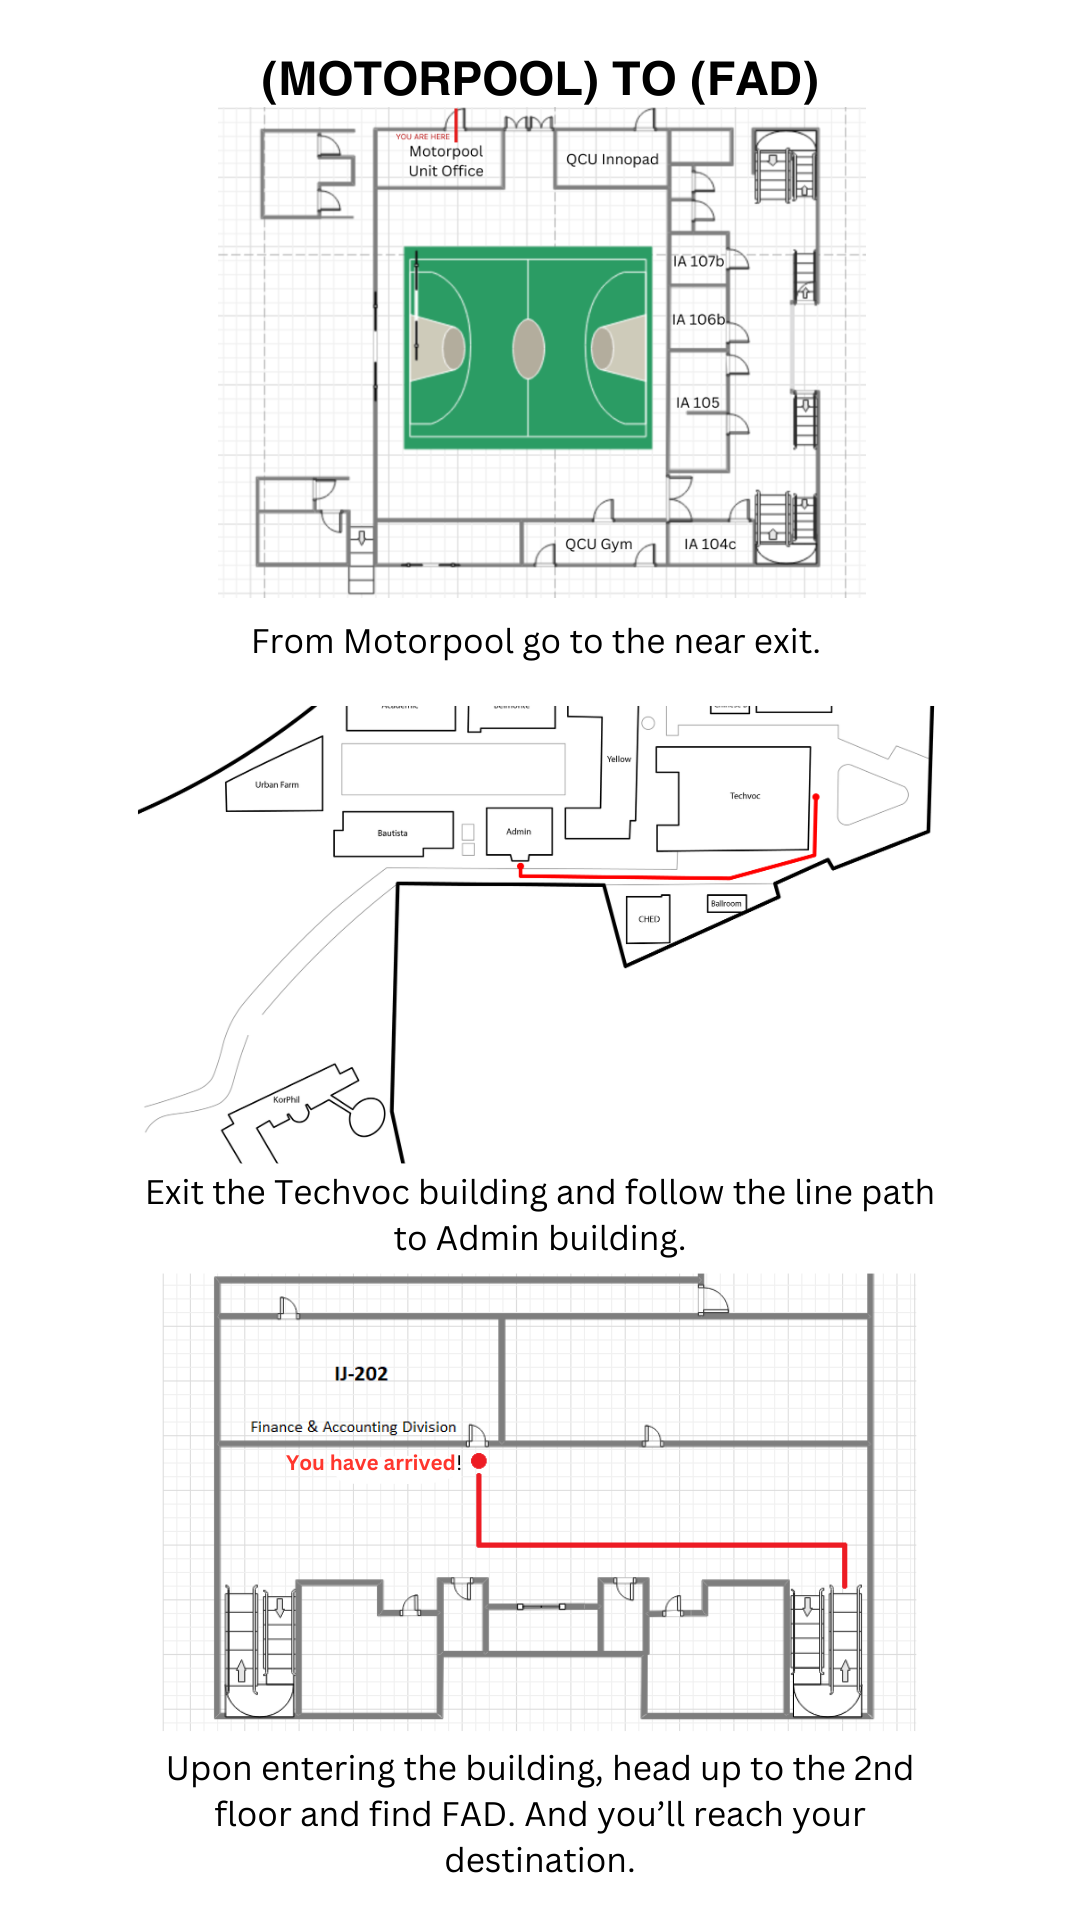 (MOTORPOOL) TO (FAD)
YOU ARE HERE
Motorpool
Unit Office
QCU Innopad
IA 107b
IA 106b
IA 105
QCU Gym
IA 104c
From Motorpool go to the near exit.
Academic
Belmonte
Yellow
Urban Farm
Techvoc
Bautista
Admin
CHED
Ballroom
KorPhil
Exit the Techvoc building and follow the line path
to Admin building.
IJ-202
Finance & Accounting Division
You have arrived!
Upon entering the building, head up to the 2nd
floor and find FAD. And you’ll reach your
destination.